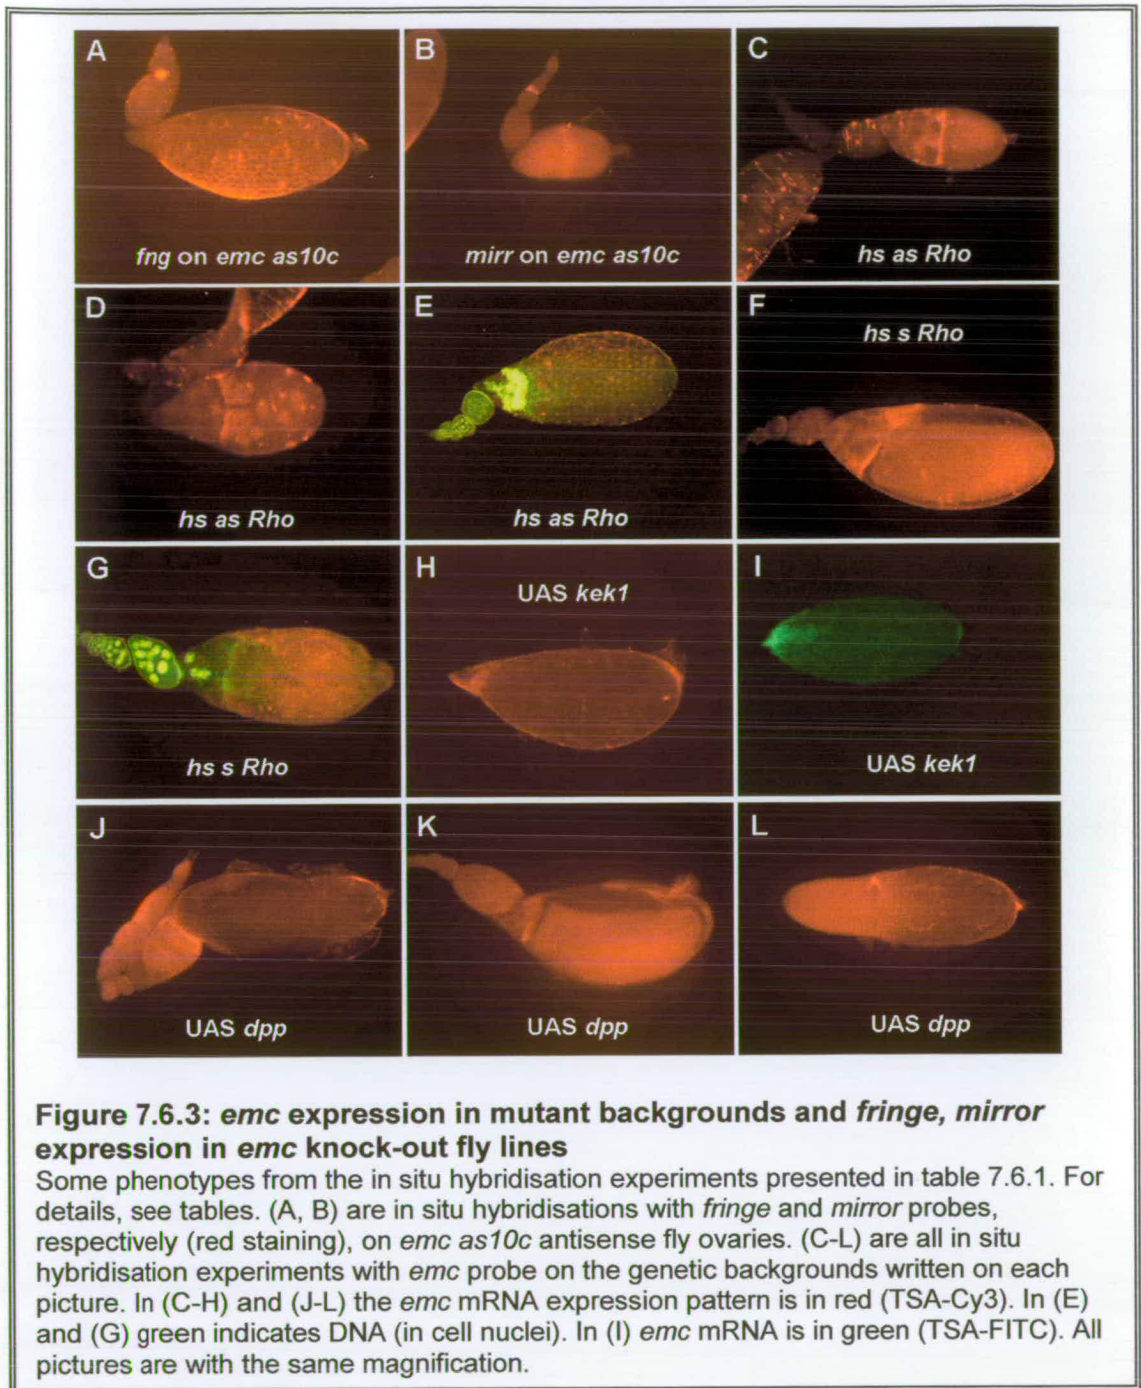 A
B
C
fng on emc as10c
mirr on emc as10c
hs as Rho
D
E
F
hs s Rho
hs as Rho
hs as Rho
G
H
I
UAS kek1
hs s Rho
UAS kek1
J
K
L
UAS dpp
UAS dpp
UAS dpp
Figure 7.6.3: emc expression in mutant backgrounds and fringe, mirror
expression in emc knock-out fly lines
Some phenotypes from the in situ hybridisation experiments presented in table 7.6.1. For
details, see tables. (A, B) are in situ hybridisations with fringe and mirror probes,
respectively (red staining), on emc as10c antisense fly ovaries. (C-L) are all in situ
hybridisation experiments with emc probe on the genetic backgrounds written on each
picture. In (C-H) and (J-L) the emc mRNA expression pattern is in red (TSA-Cy3). In (E)
and (G) green indicates DNA (in cell nuclei). In (I) emc mRNA is in green (TSA-FITC). All
pictures are with the same magnification.